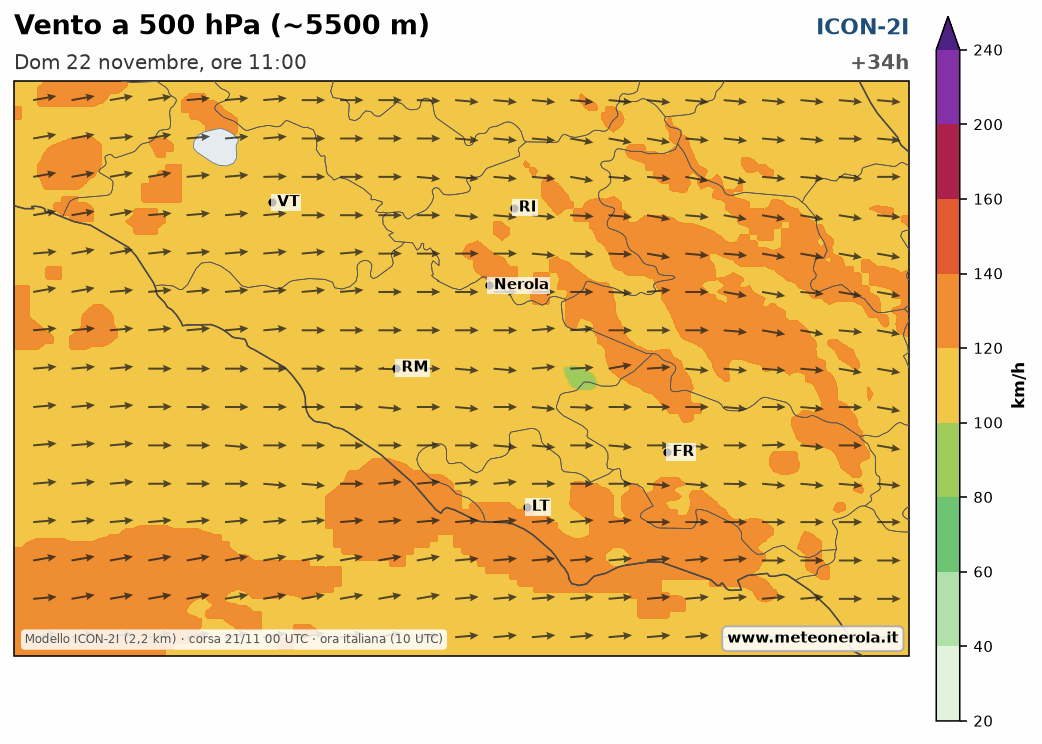 Vento a 500 hPa (~5500 m)
ICON-2I
Dom 22 novembre, ore 11:00
+34h
VT
RI
Nerola
RM
FR
LT
Modello ICON-2I (2,2 km) · corsa 21/11 00 UTC · ora italiana (10 UTC)
www.meteonerola.it
240
200
160
140
120
100
80
60
40
20
km/h